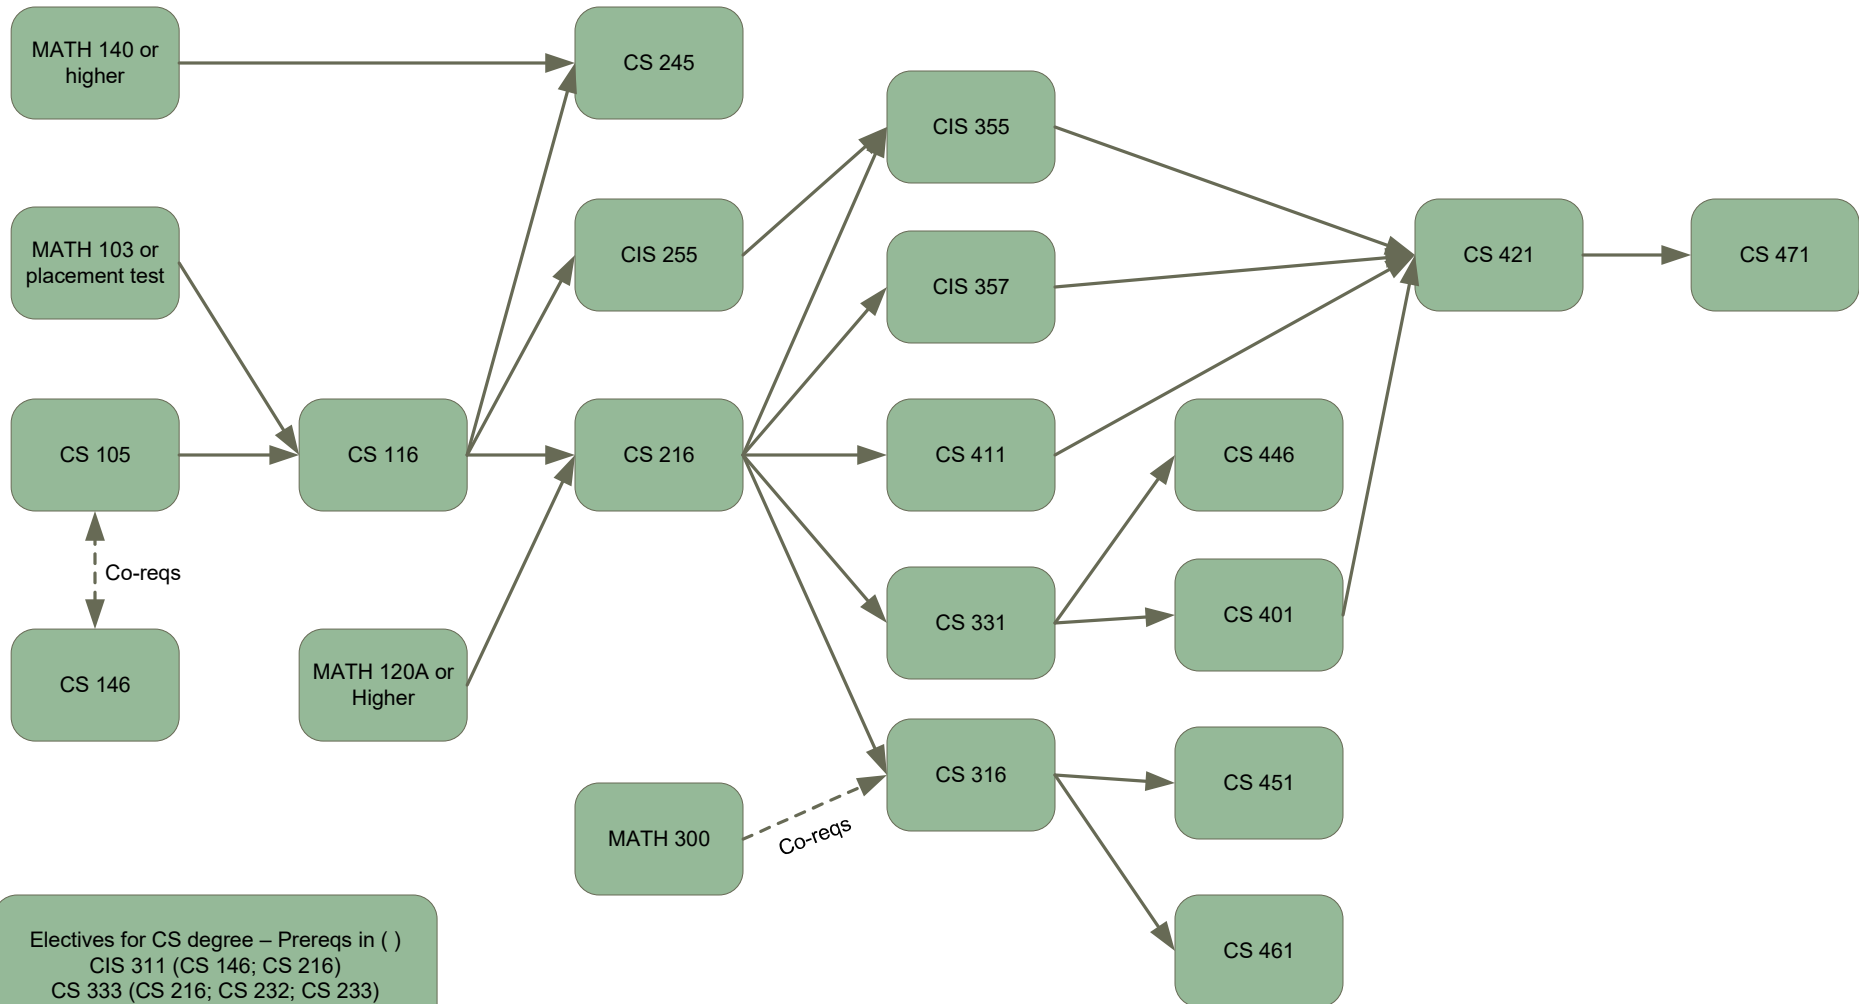 MATH 140 or
higher
CS 245
CIS 355
MATH 103 or
placement test
CIS 255
CIS 357
CS 421
CS 471
CS 105
CS 116
CS 216
CS 411
CS 446
Co-reqs
CS 331
CS 401
CS 146
MATH 120A or
Higher
CS 316
CS 451
MATH 300
Co-reqs
CS 461
Electives for CS degree – Prereqs in ( )
CIS 311 (CS 146; CS 216)
CS 333 (CS 216; CS 232; CS 233)